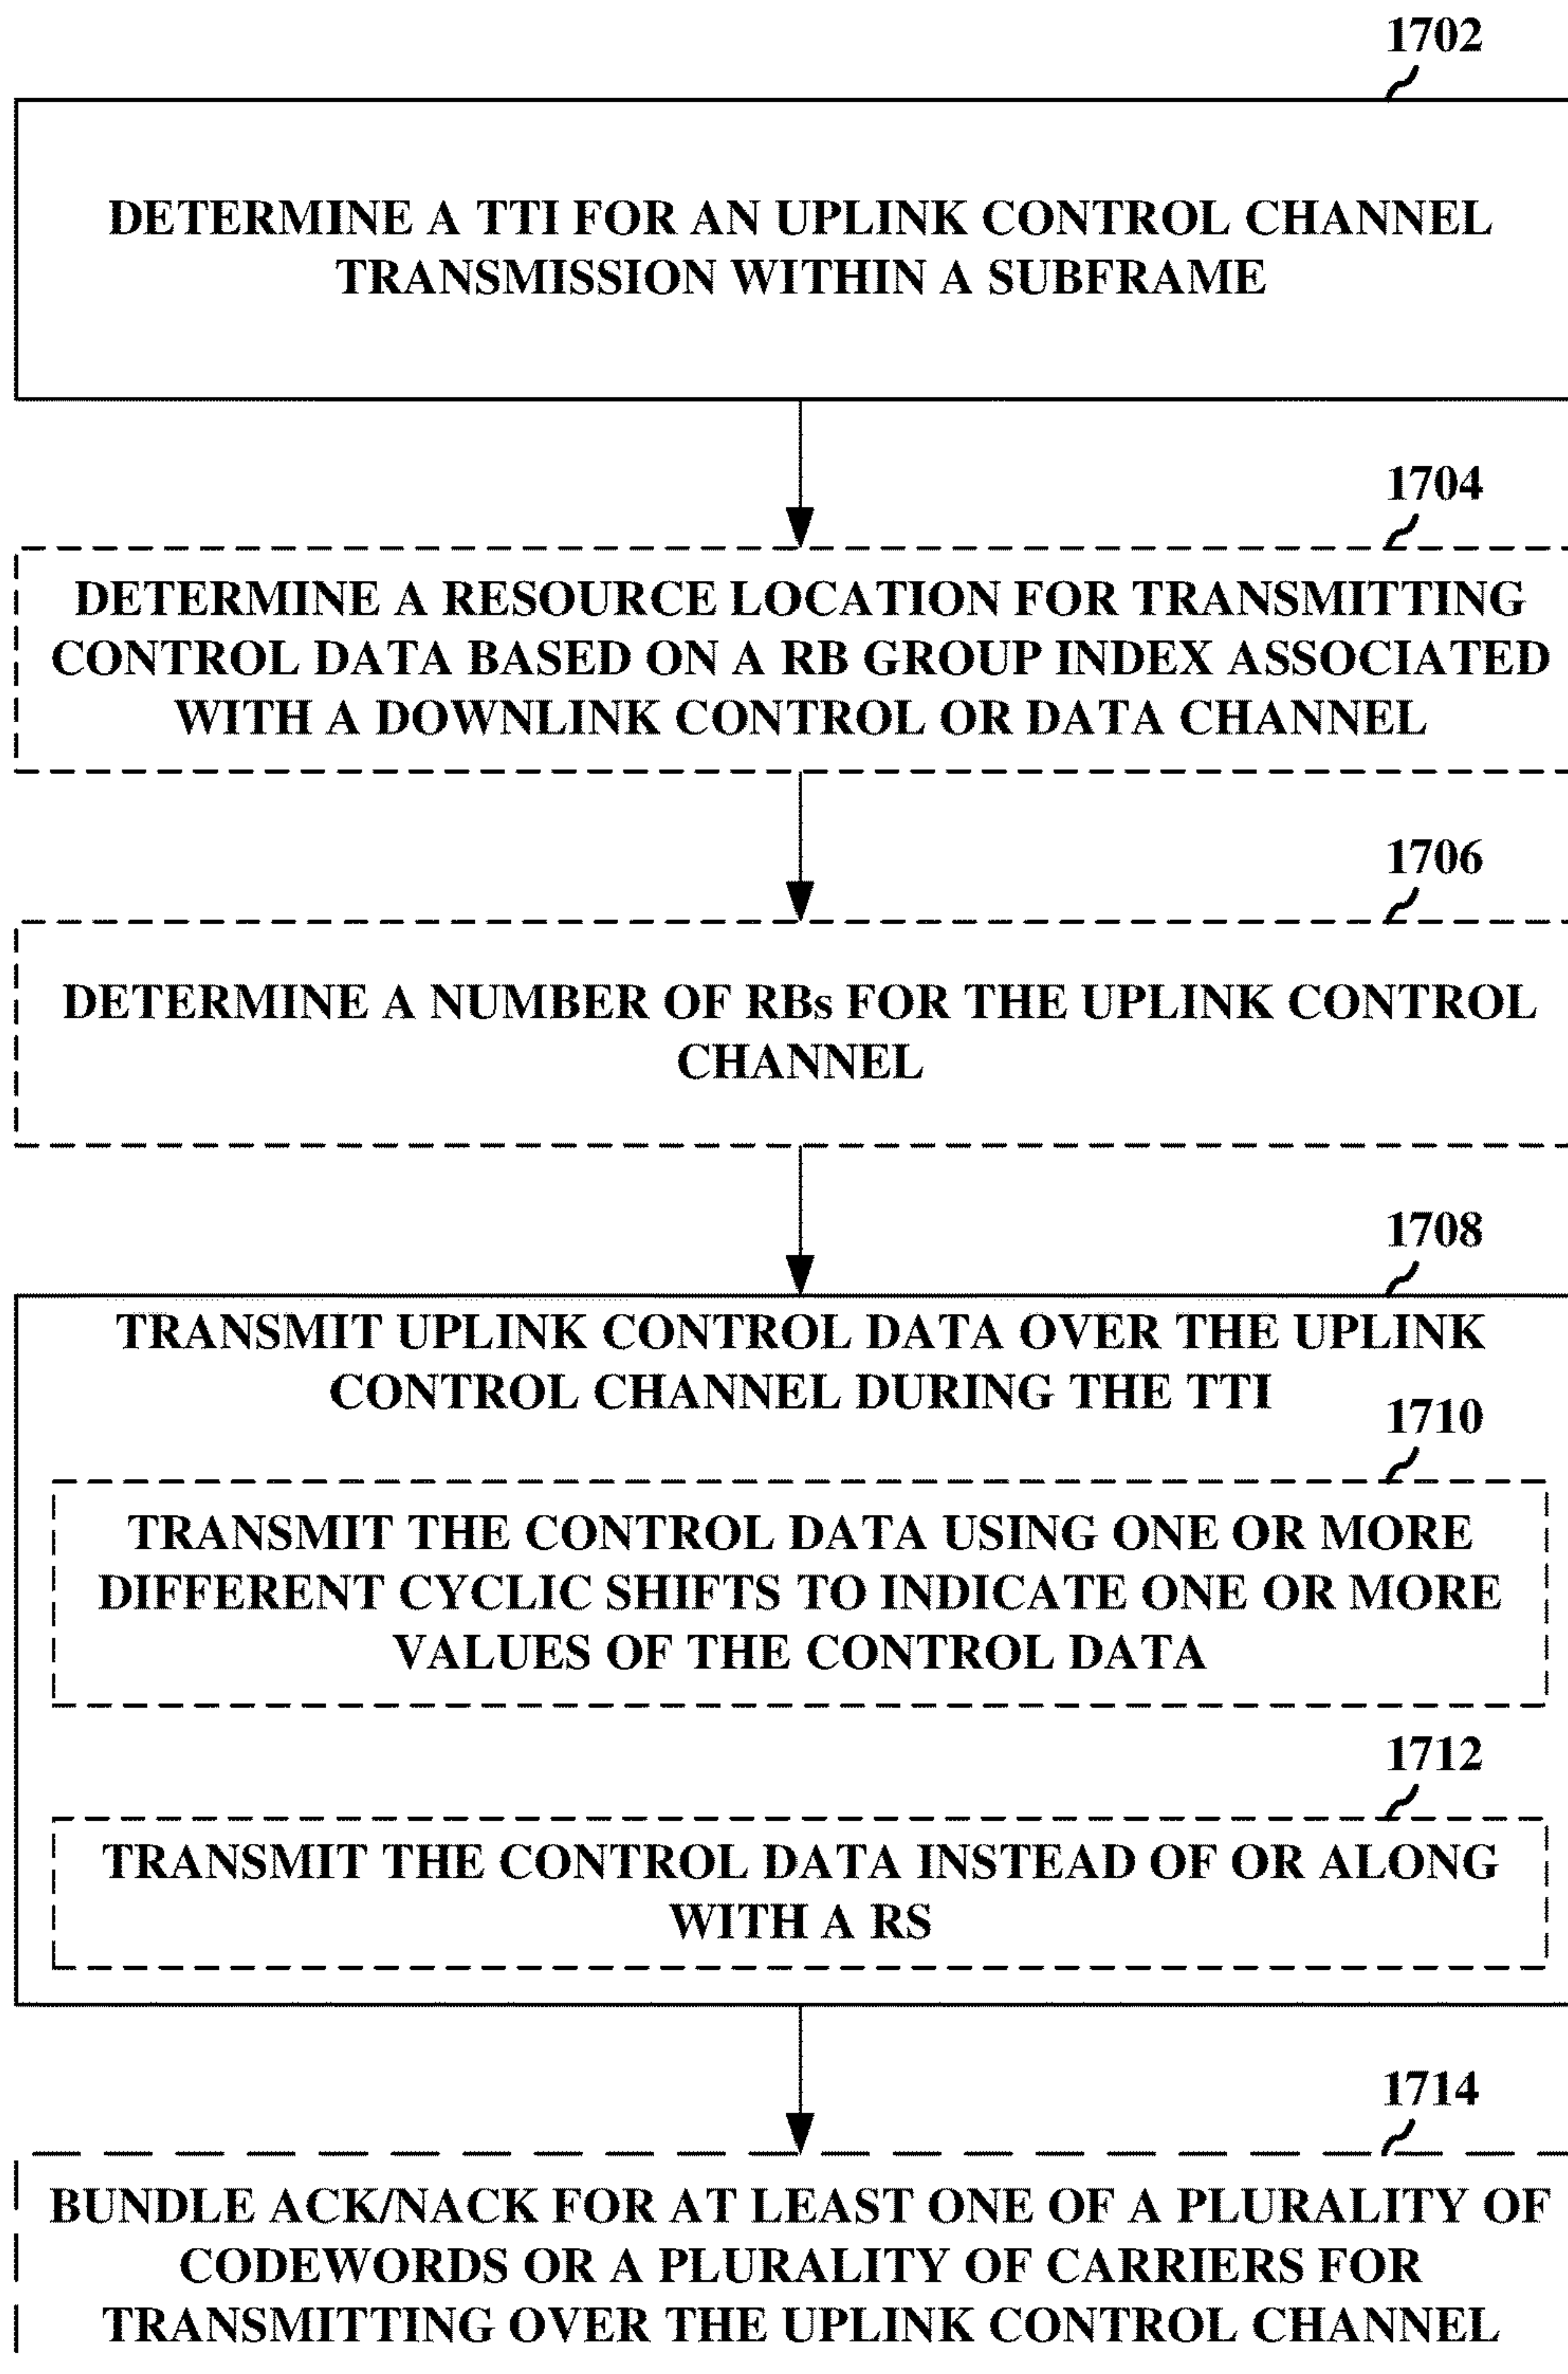 1702
DETERMINE A TTI FOR AN UPLINK CONTROL CHANNEL
TRANSMISSION WITHIN A SUBFRAME
1704
DETERMINE A RESOURCE LOCATION FOR TRANSMITTING
CONTROL DATA BASED ON A RB GROUP INDEX ASSOCIATED
WITH A DOWNLINK CONTROL OR DATA CHANNEL
1706
DETERMINE A NUMBER OF RBs FOR THE UPLINK CONTROL
CHANNEL
1708
TRANSMIT UPLINK CONTROL DATA OVER THE UPLINK
CONTROL CHANNEL DURING THE TTI
1710
TRANSMIT THE CONTROL DATA USING ONE OR MORE
DIFFERENT CYCLIC SHIFTS TO INDICATE ONE OR MORE
VALUES OF THE CONTROL DATA
1712
TRANSMIT THE CONTROL DATA INSTEAD OF OR ALONG
WITH A RS
1714
BUNDLE ACK/NACK FOR AT LEAST ONE OF A PLURALITY OF
CODEWORDS OR A PLURALITY OF CARRIERS FOR
TRANSMITTING OVER THE UPLINK CONTROL CHANNEL